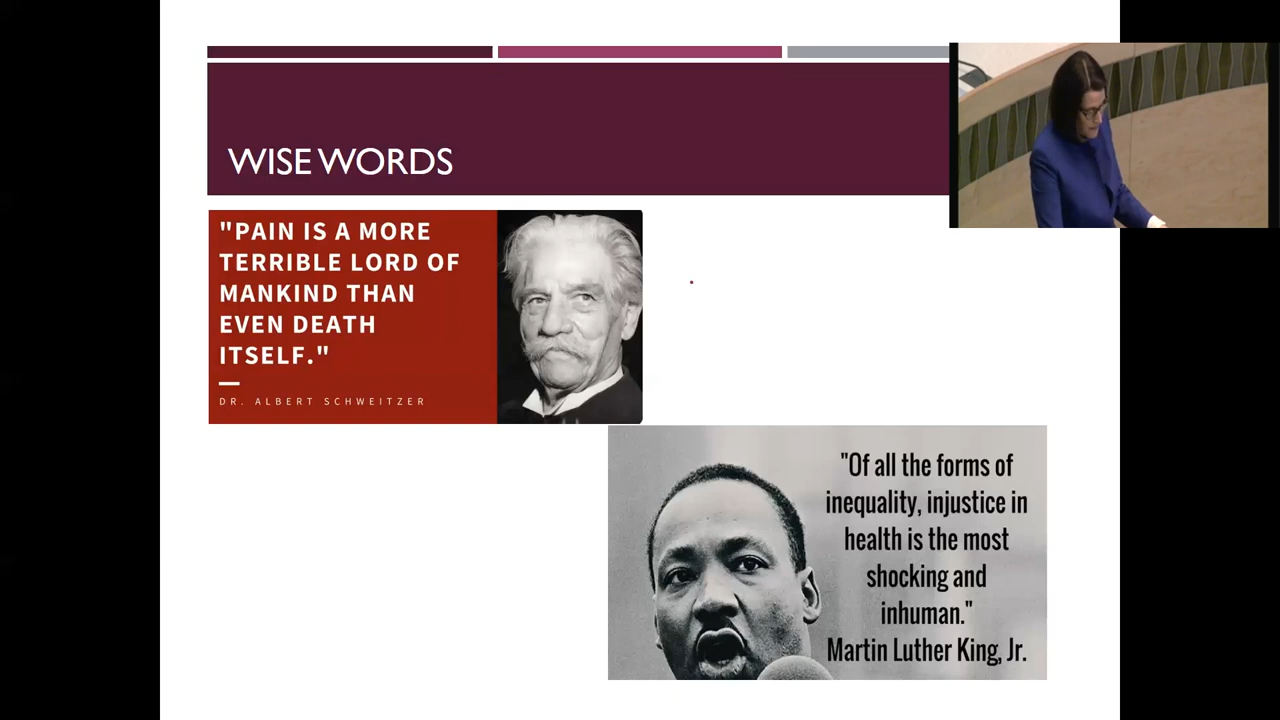 WISE WORDS
"PAIN IS A MORE
TERRIBLE LORD OF
MANKIND THAN
EVEN DEATH
ITSELF."
DR. ALBERT SCHWEITZER
"Of all the forms of
inequality, injustice in
health is the most
shocking and
inhuman."
Martin Luther King, Jr.